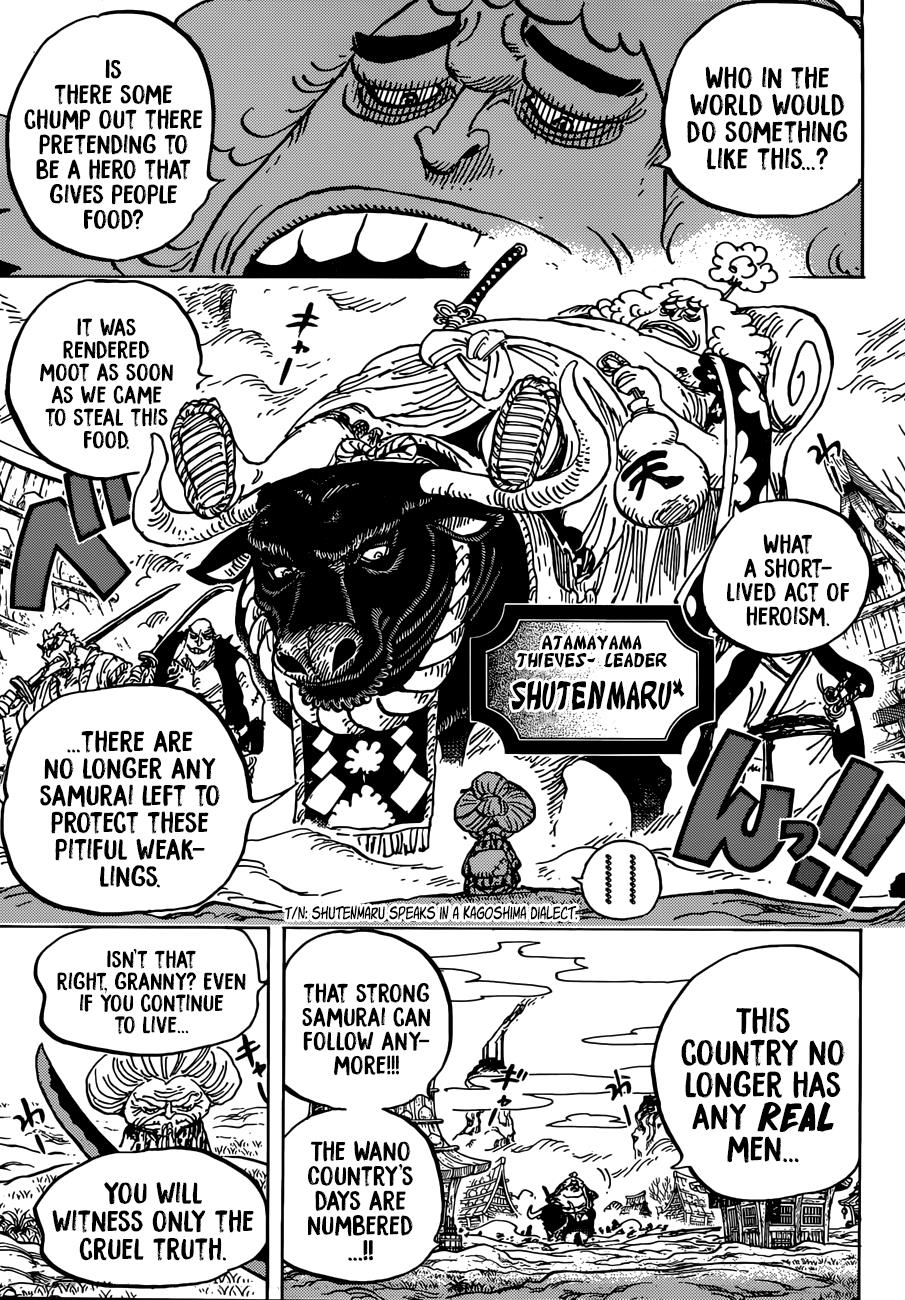 WHO IN THE
WORLD WOULD
DO SOMETHING
LIKE THIS...?
IS
THERE SOME
CHUMP OUT THERE
PRETENDING TO
BE A HERO THAT
GIVES PEOPLE
FOOD?
IT WAS
RENDERED
MOOT AS SOON
AS WE CAME
TO STEAL THIS
FOOD.
天
WHAT
A SHORT-
LIVED ACT OF
HEROISM.
ATAMAYAMA
THIEVES- LEADER
SHUTENMARU*
べ
んっ!!
...THERE ARE
NO LONGER ANY
SAMURAI LEFT TO
PROTECT THESE
PITIFUL WEAK-
LINGS.
T/N: SHUTENMARU SPEAKS IN A KAGOSHIMA DIALECT.
THIS
COUNTRY NO
LONGER HAS
ANY REAL
MEN...
THAT STRONG
SAMURAI CAN
FOLLOW ANY-
MORE!!!
THE WANO
COUNTRY'S
DAYS ARE
NUMBERED
...!!
ISN'T THAT
RIGHT, GRANNY? EVEN
IF YOU CONTINUE
TO LIVE...
YOU WILL
WITNESS ONLY THE
CRUEL TRUTH.